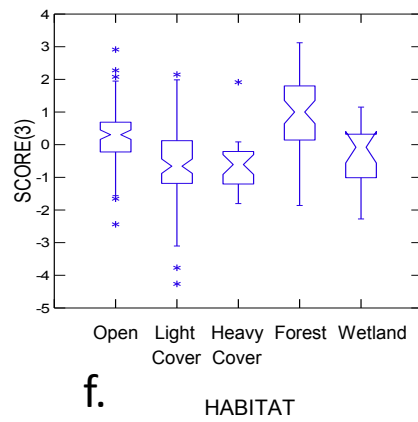 4
3
2
1
0
-1
-2
-3
-4
-5
SCORE(3)
Open Light Heavy Forest Wetland
Cover Cover
f.
HABITAT